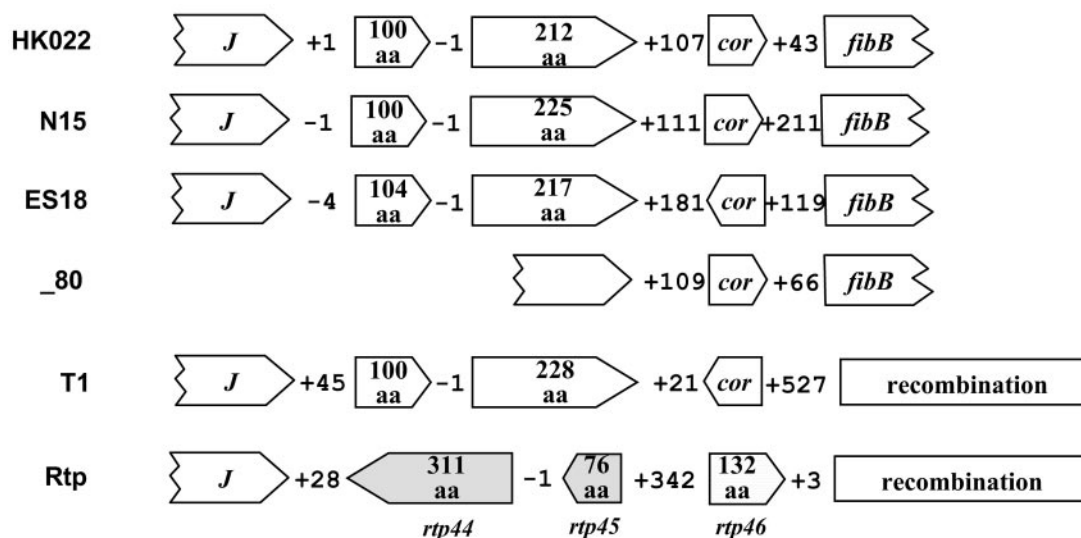 HK022 J +1 100 aa -1 212 aa +107 cor +43 fibB
N15 J -1 100 aa -1 225 aa +111 cor +211 fibB
ES18 J -4 104 aa -1 217 aa +181 cor +119 fibB
_80 +109 cor +66 fibB
T1 J +45 100 aa -1 228 aa +21 cor +527 recombination
Rtp J +28 311 aa -1 76 aa +342 132 aa +3 recombination
rtp44 rtp45 rtp46